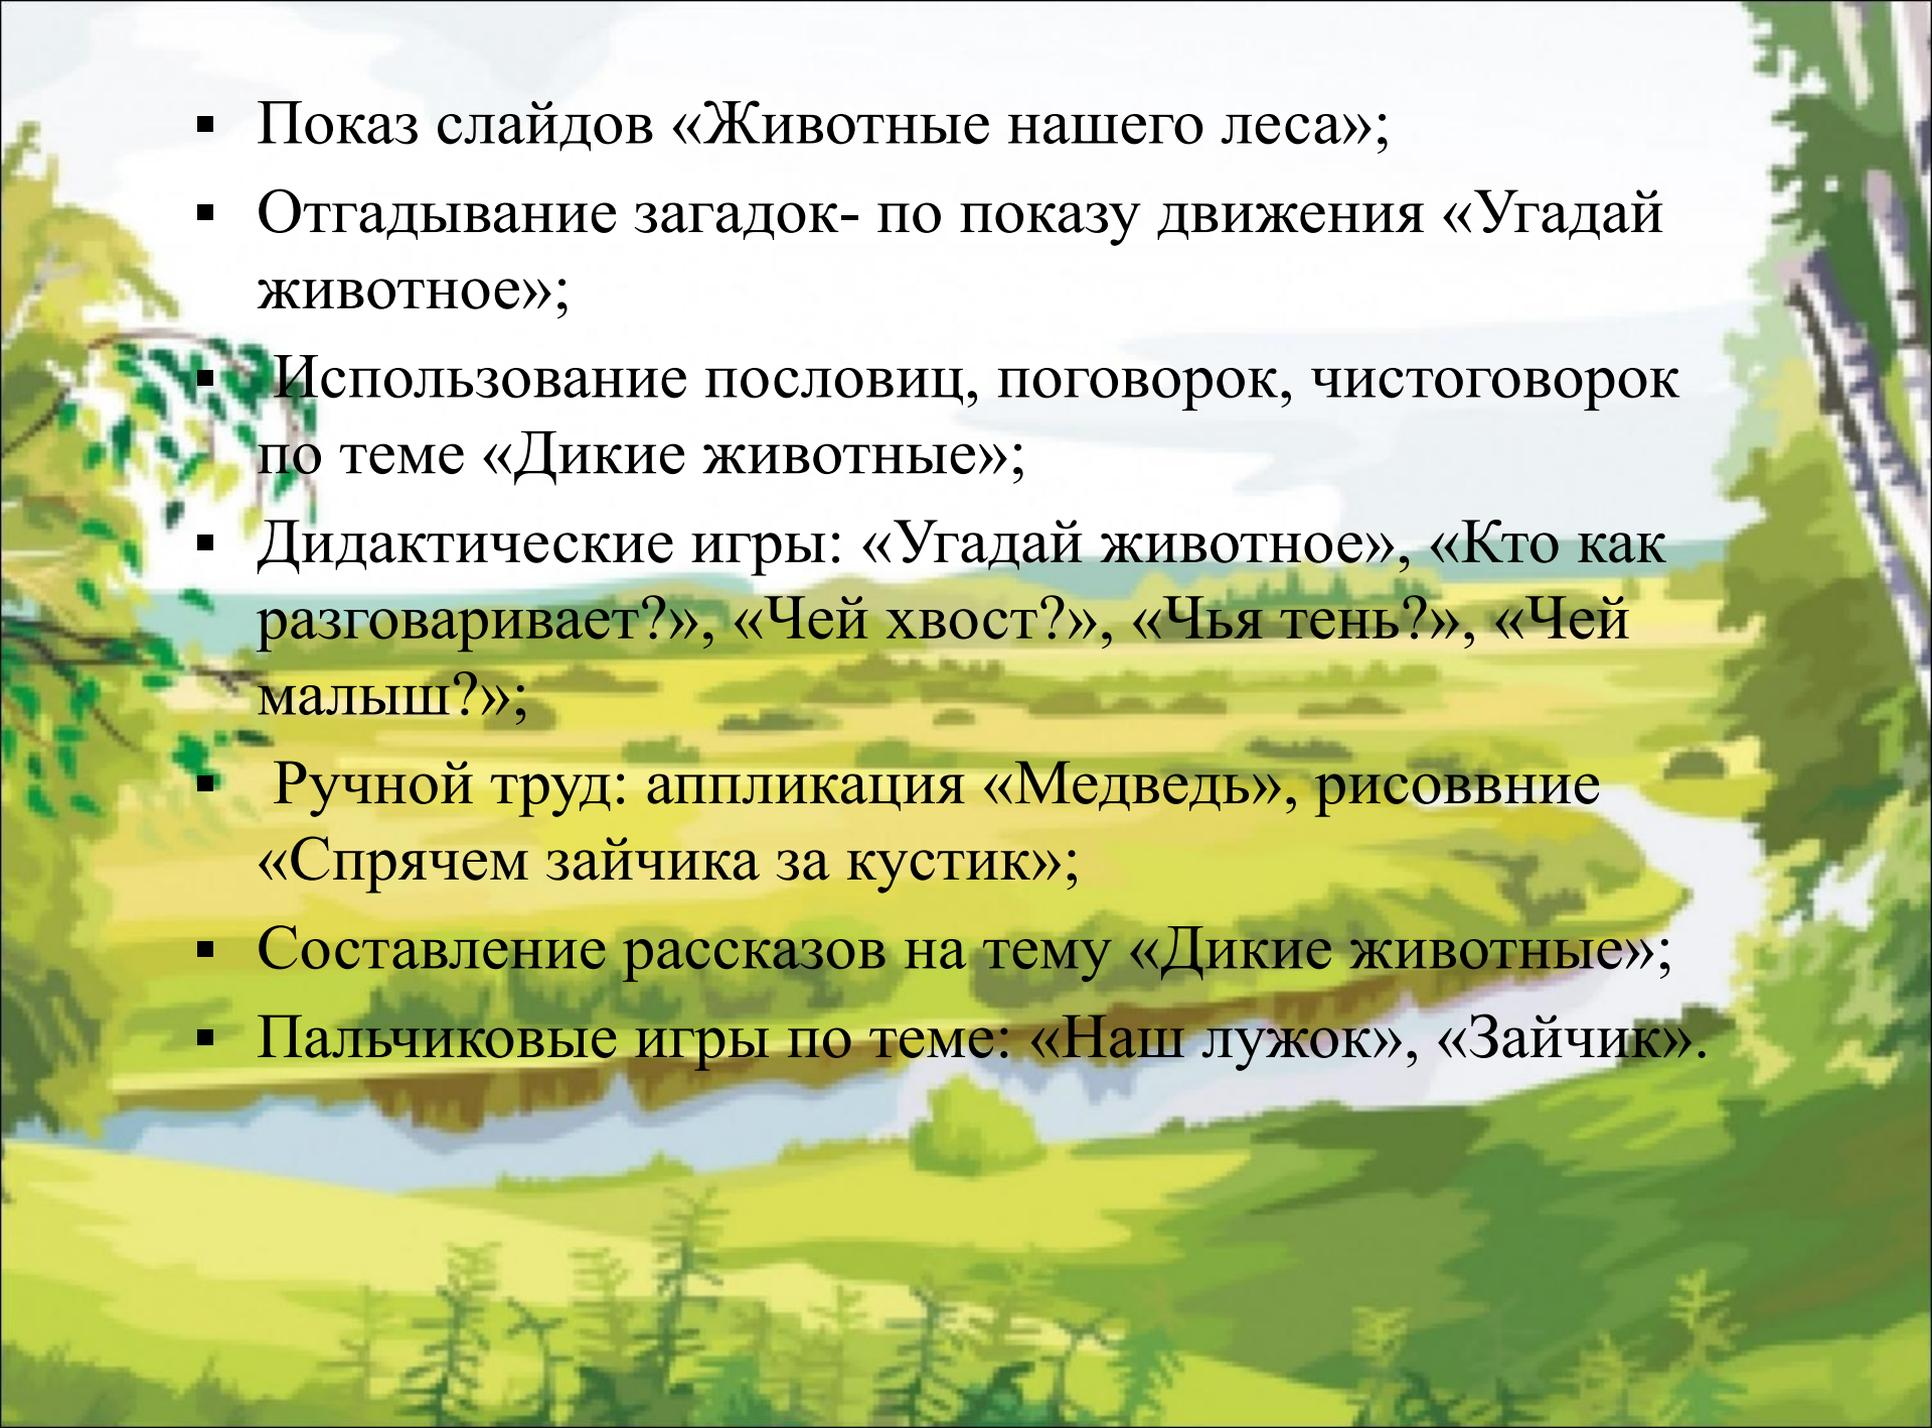 ▪ Показ слайдов «Животные нашего леса»;
▪ Отгадывание загадок- по показу движения «Угадай
животное»;
▪ Использование пословиц, поговорок, чистоговорок
по теме «Дикие животные»;
▪ Дидактические игры: «Угадай животное», «Кто как
разговаривает?», «Чей хвост?», «Чья тень?», «Чей
малыш?»;
▪ Ручной труд: аппликация «Медведь», рисоввние
«Спрячем зайчика за кустик»;
▪ Составление рассказов на тему «Дикие животные»;
▪ Пальчиковые игры по теме: «Наш лужок», «Зайчик».